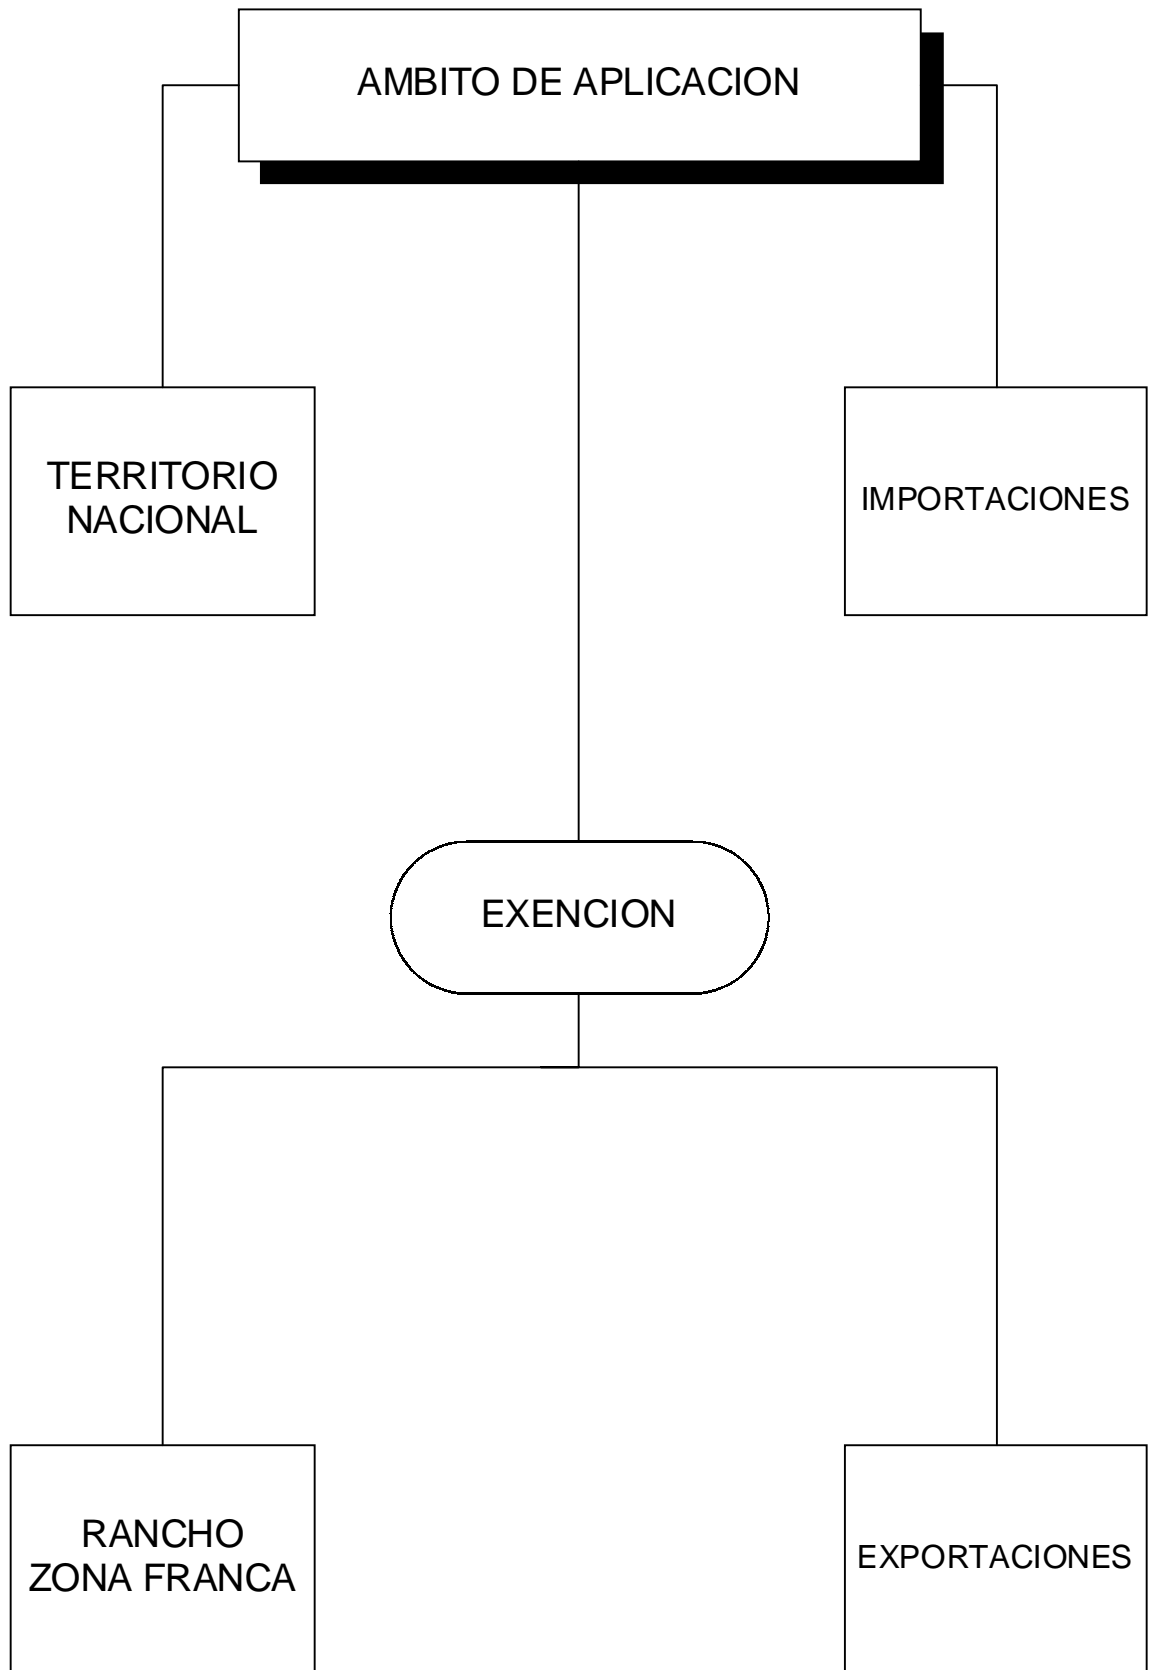 AMBITO DE APLICACION
TERRITORIO
NACIONAL
IMPORTACIONES
EXENCION
RANCHO
ZONA FRANCA
EXPORTACIONES